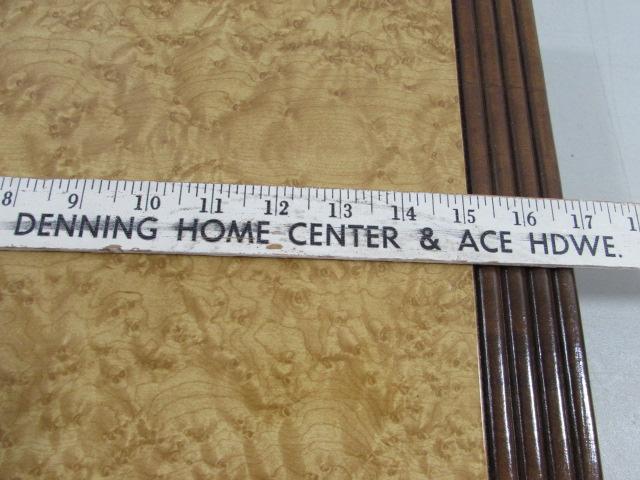 8 9 10 11 12 13 14 15 16 17
DENNING HOME CENTER & ACE HDWE.